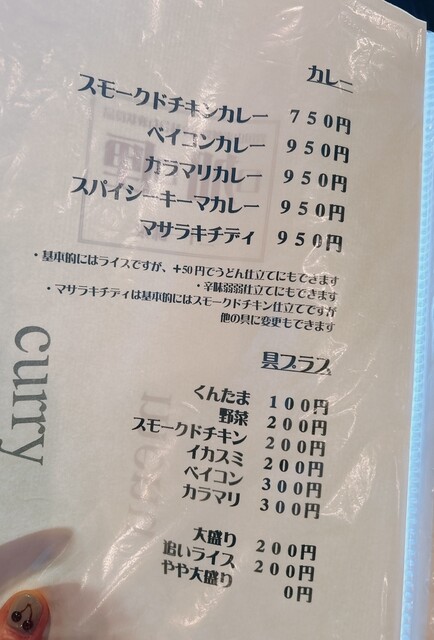 カレー
スモークドチキンカレー 750円
ベイコンカレー 950円
カラマリカレー 950円
スパイシーキーマカレー 950円
マサラキチディ 950円
・基本的にはライスですが、+50円でうどん仕立てにもできます
・辛味弱弱仕立てにもできます
・マサラキチディは基本的にはスモークドチキン仕立てですが
他の具に変更もできます
具プラス
くんたま 100円
野菜 200円
スモークドチキン 200円
イカスミ 200円
ベイコン 300円
カラマリ 300円
大盛り 200円
追いライス 200円
やや大盛り 0円
curry